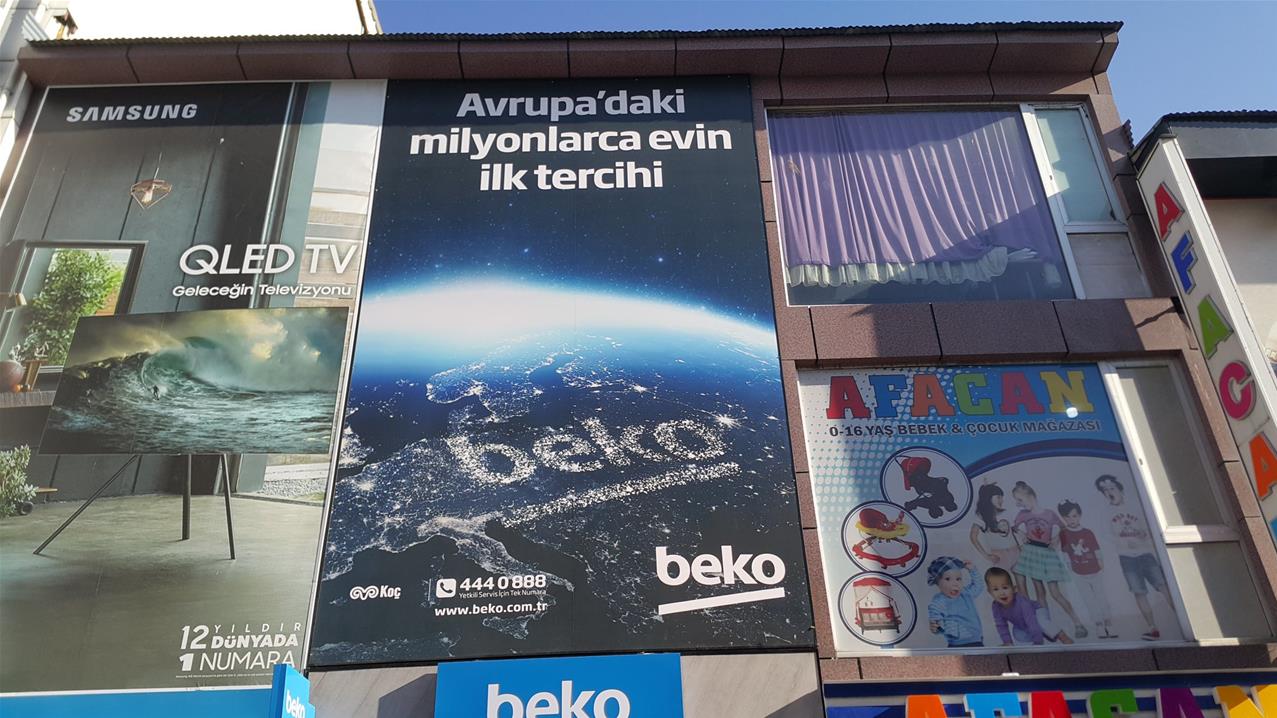 SAMSUNG
QLED TV
Geleceğin Televizyonu
12 YILDIR
DÜNYADA
1 NUMARA
Avrupa'daki
milyonlarca evin
ilk tercihi
beko
Koç
444 0 888
Yetkili Servis İçin Tek Numara
www.beko.com.tr
beko
beko
beko
AFACAN
0-16 YAŞ BEBEK & ÇOCUK MAĞAZASI
AFACAN
AFACA